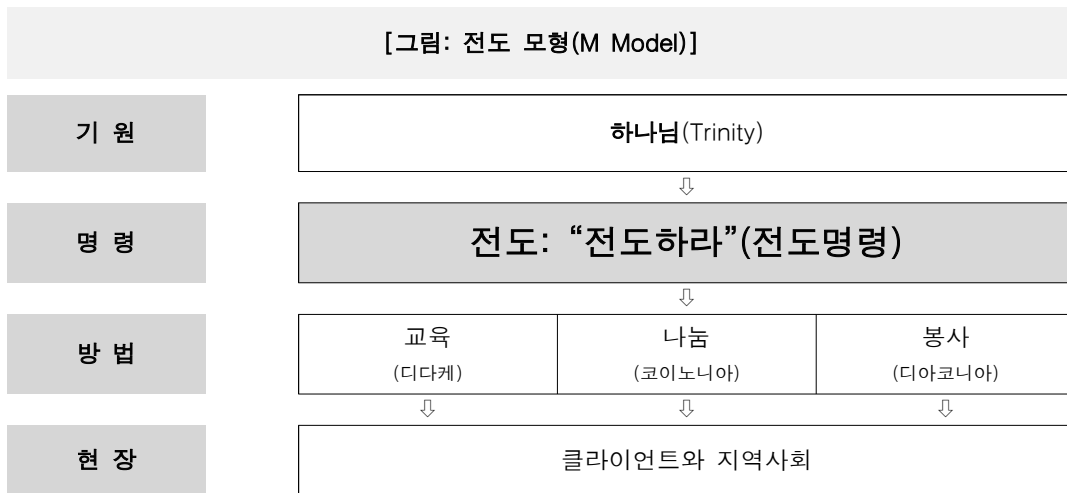 [그림: 전도 모형(M Model)]
기 원
하나님(Trinity)
⇩
명 령
전도: “전도하라”(전도명령)
⇩
방 법
교육 나눔 봉사
(디다케) (코이노니아) (디아코니아)
⇩ ⇩ ⇩
현 장
클라이언트와 지역사회